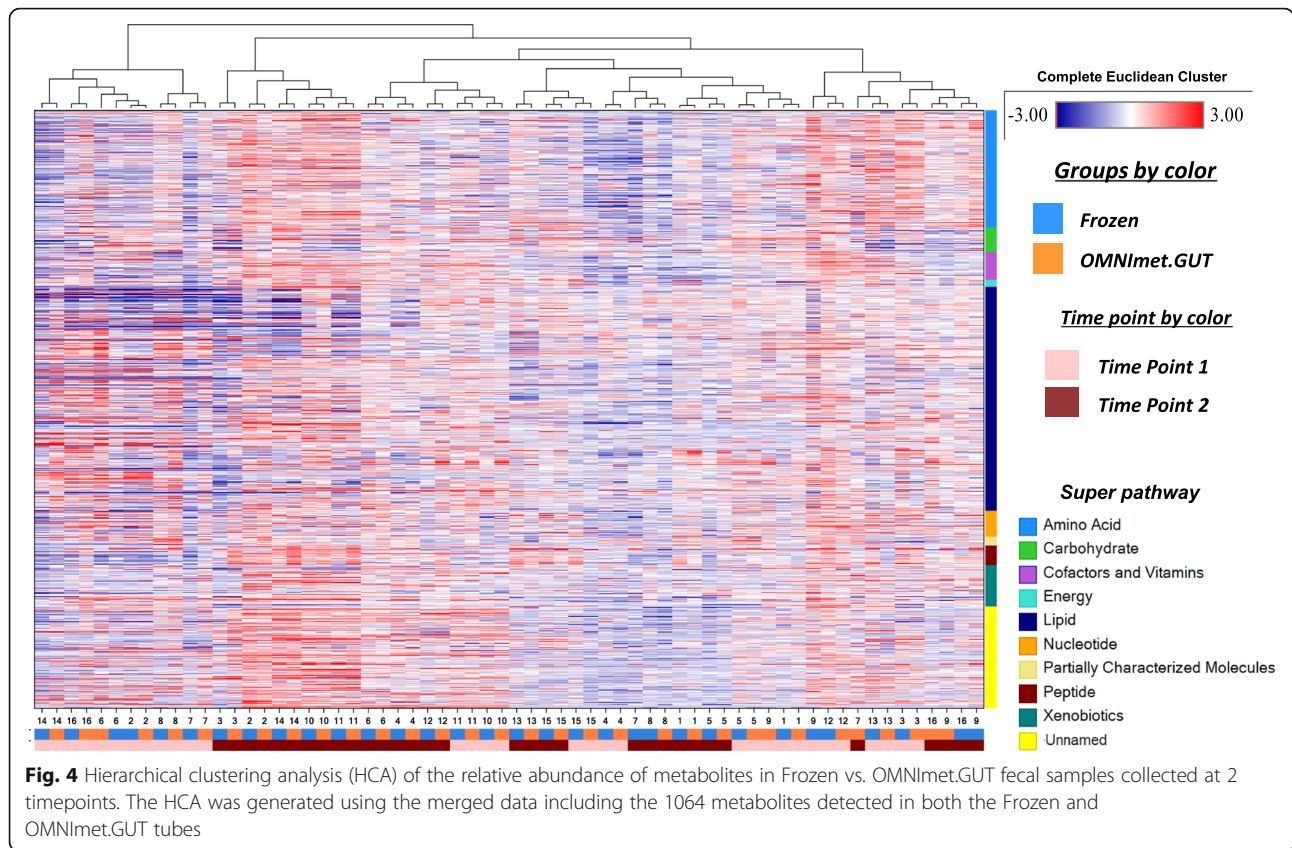 Complete Euclidean Cluster
-3.00 3.00
Groups by color
Frozen
OMNImet.GUT
Time point by color
Time Point 1
Time Point 2
Super pathway
Amino Acid
Carbohydrate
Cofactors and Vitamins
Energy
Lipid
Nucleotide
Partially Characterized Molecules
Peptide
Xenobiotics
Unnamed
14 14 16 16 6 6 2 2 8 8 7 7 3 3 2 2 14 14 10 10 11 11 6 6 4 4 12 12 11 11 10 10 13 13 15 15 15 15 4 4 7 8 8 1 1 5 5 5 5 9 1 1 9 12 12 7 13 13 3 3 16 9 16 9
Fig. 4 Hierarchical clustering analysis (HCA) of the relative abundance of metabolites in Frozen vs. OMNImet.GUT fecal samples collected at 2
timepoints. The HCA was generated using the merged data including the 1064 metabolites detected in both the Frozen and
OMNImet.GUT tubes